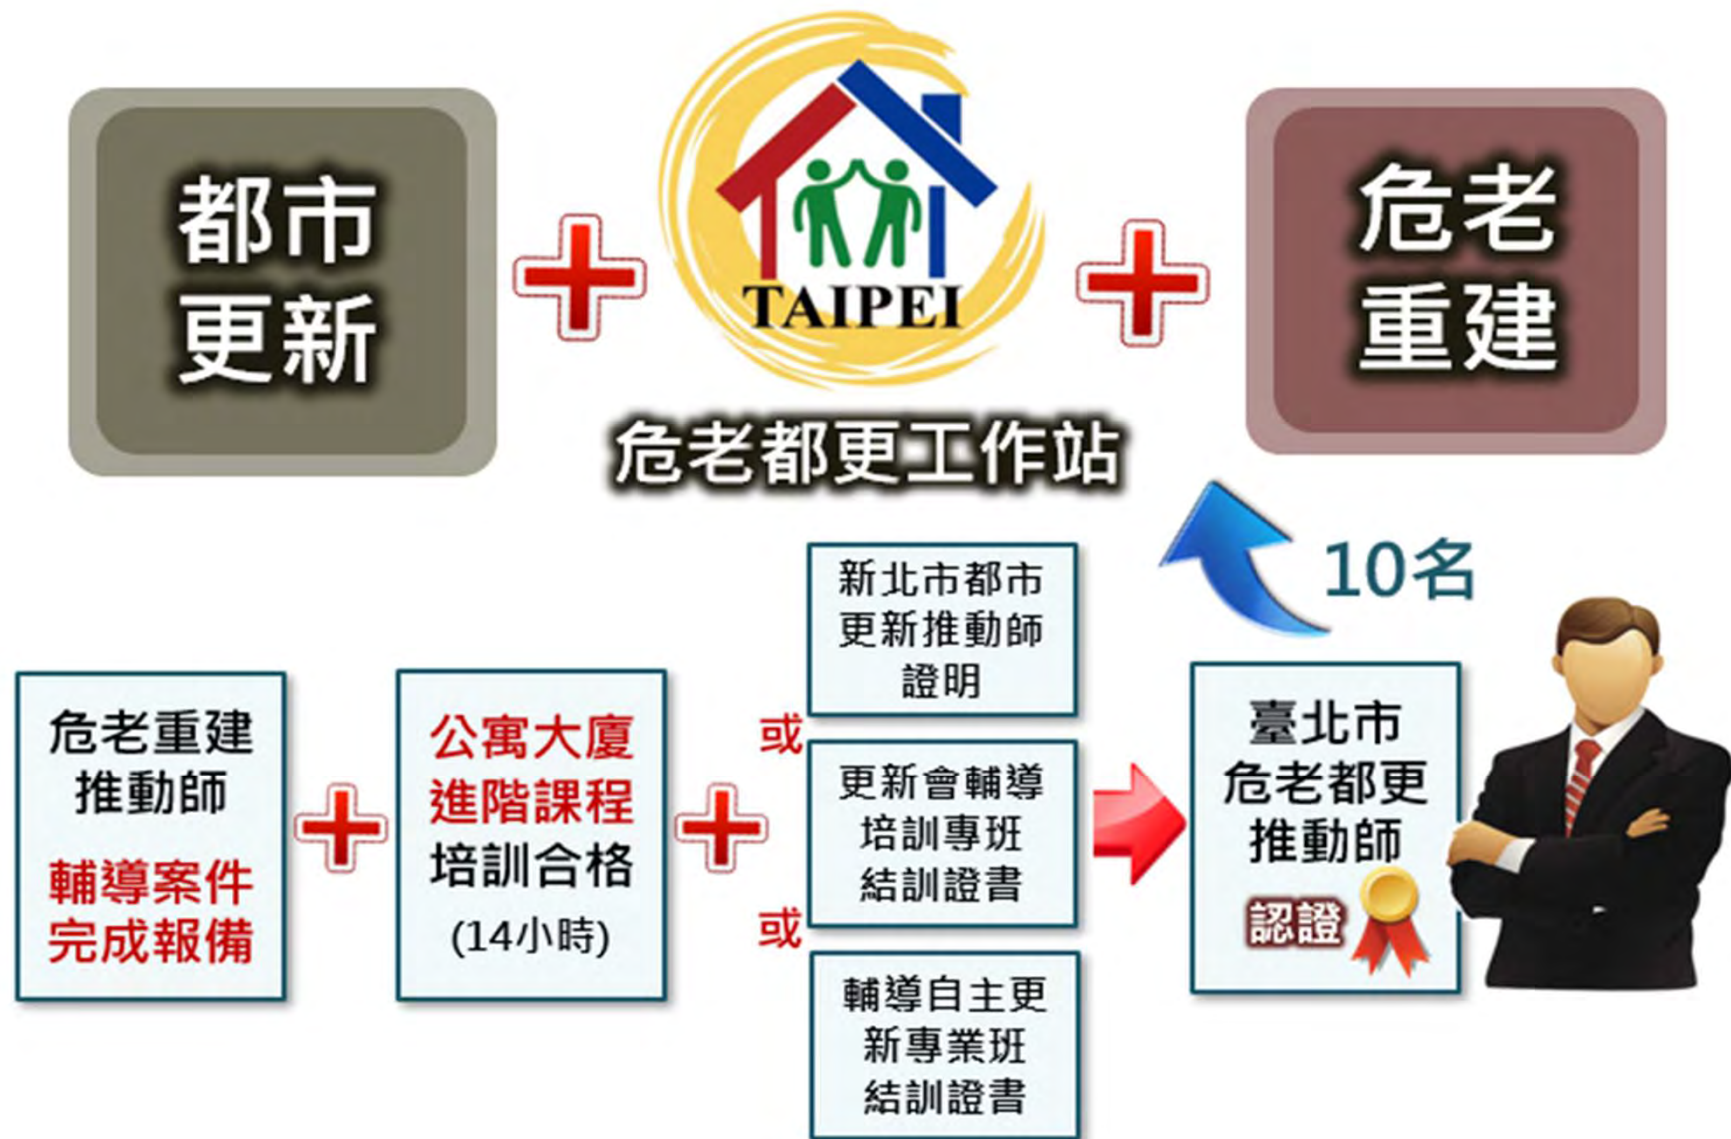 都市
更新
TAIPEI
危老都更工作站
危老
重建
10名
危老重建
推動師
輔導案件
完成報備
公寓大廈
進階課程
培訓合格
(14小時)
新北市都市
更新推動師
證明
或
更新會輔導
培訓專班
結訓證書
或
輔導自主更
新專業班
結訓證書
臺北市
危老都更
推動師
認證